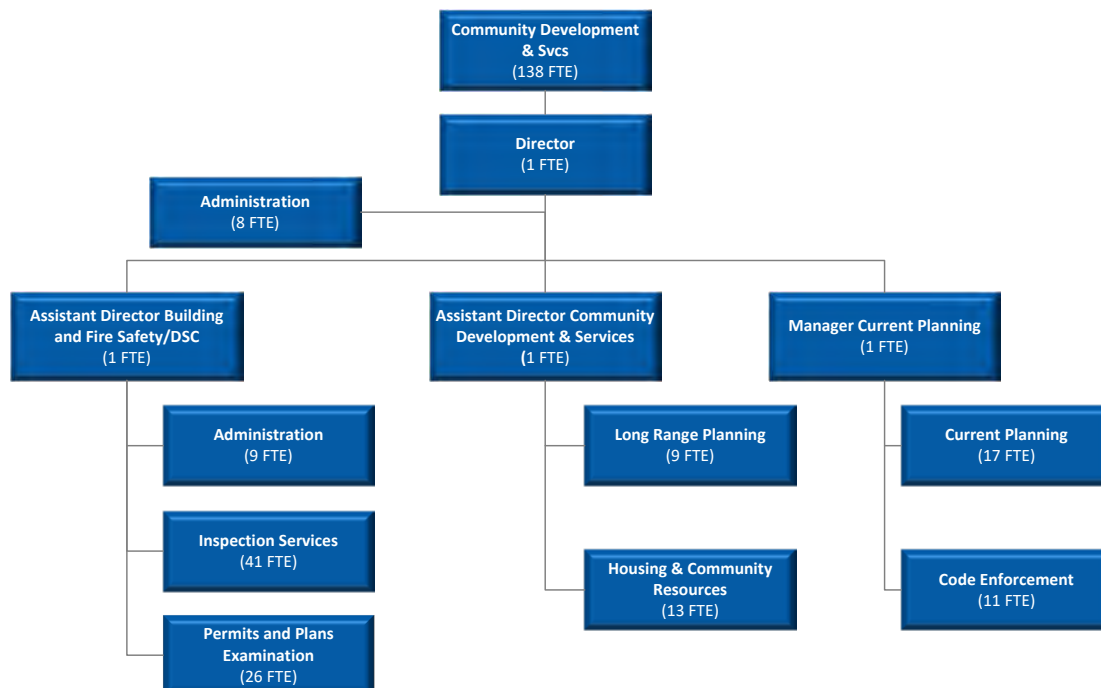 Community Development
& Svcs
(138 FTE)
Director
(1 FTE)
Administration
(8 FTE)
Assistant Director Building
and Fire Safety/DSC
(1 FTE)
Assistant Director Community
Development & Services
(1 FTE)
Manager Current Planning
(1 FTE)
Administration
(9 FTE)
Inspection Services
(41 FTE)
Permits and Plans
Examination
(26 FTE)
Long Range Planning
(9 FTE)
Housing & Community
Resources
(13 FTE)
Current Planning
(17 FTE)
Code Enforcement
(11 FTE)